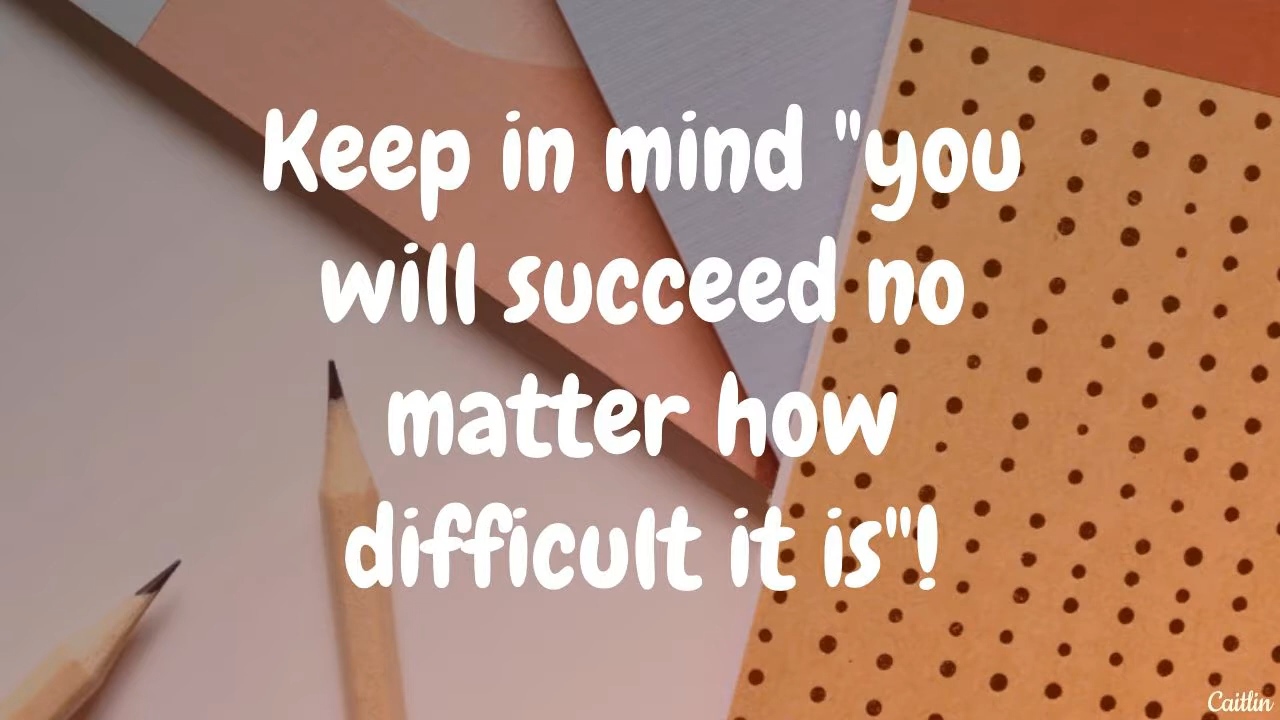 Keep in mind "you
will succeed no
matter how
difficult it is"!
Caitlin